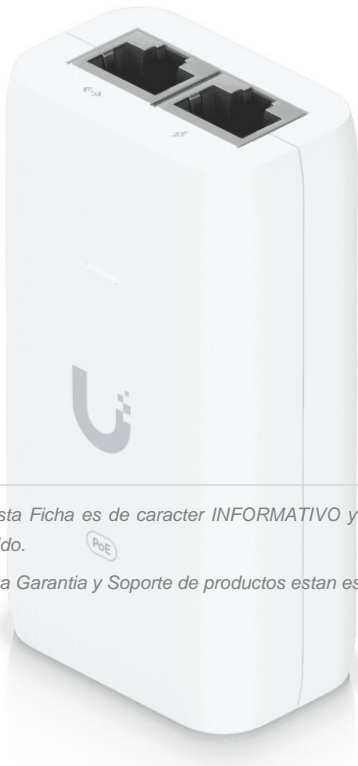 sta Ficha es de caracter INFORMATIVO y
ido.
PoE
a Garantia y Soporte de productos estan es